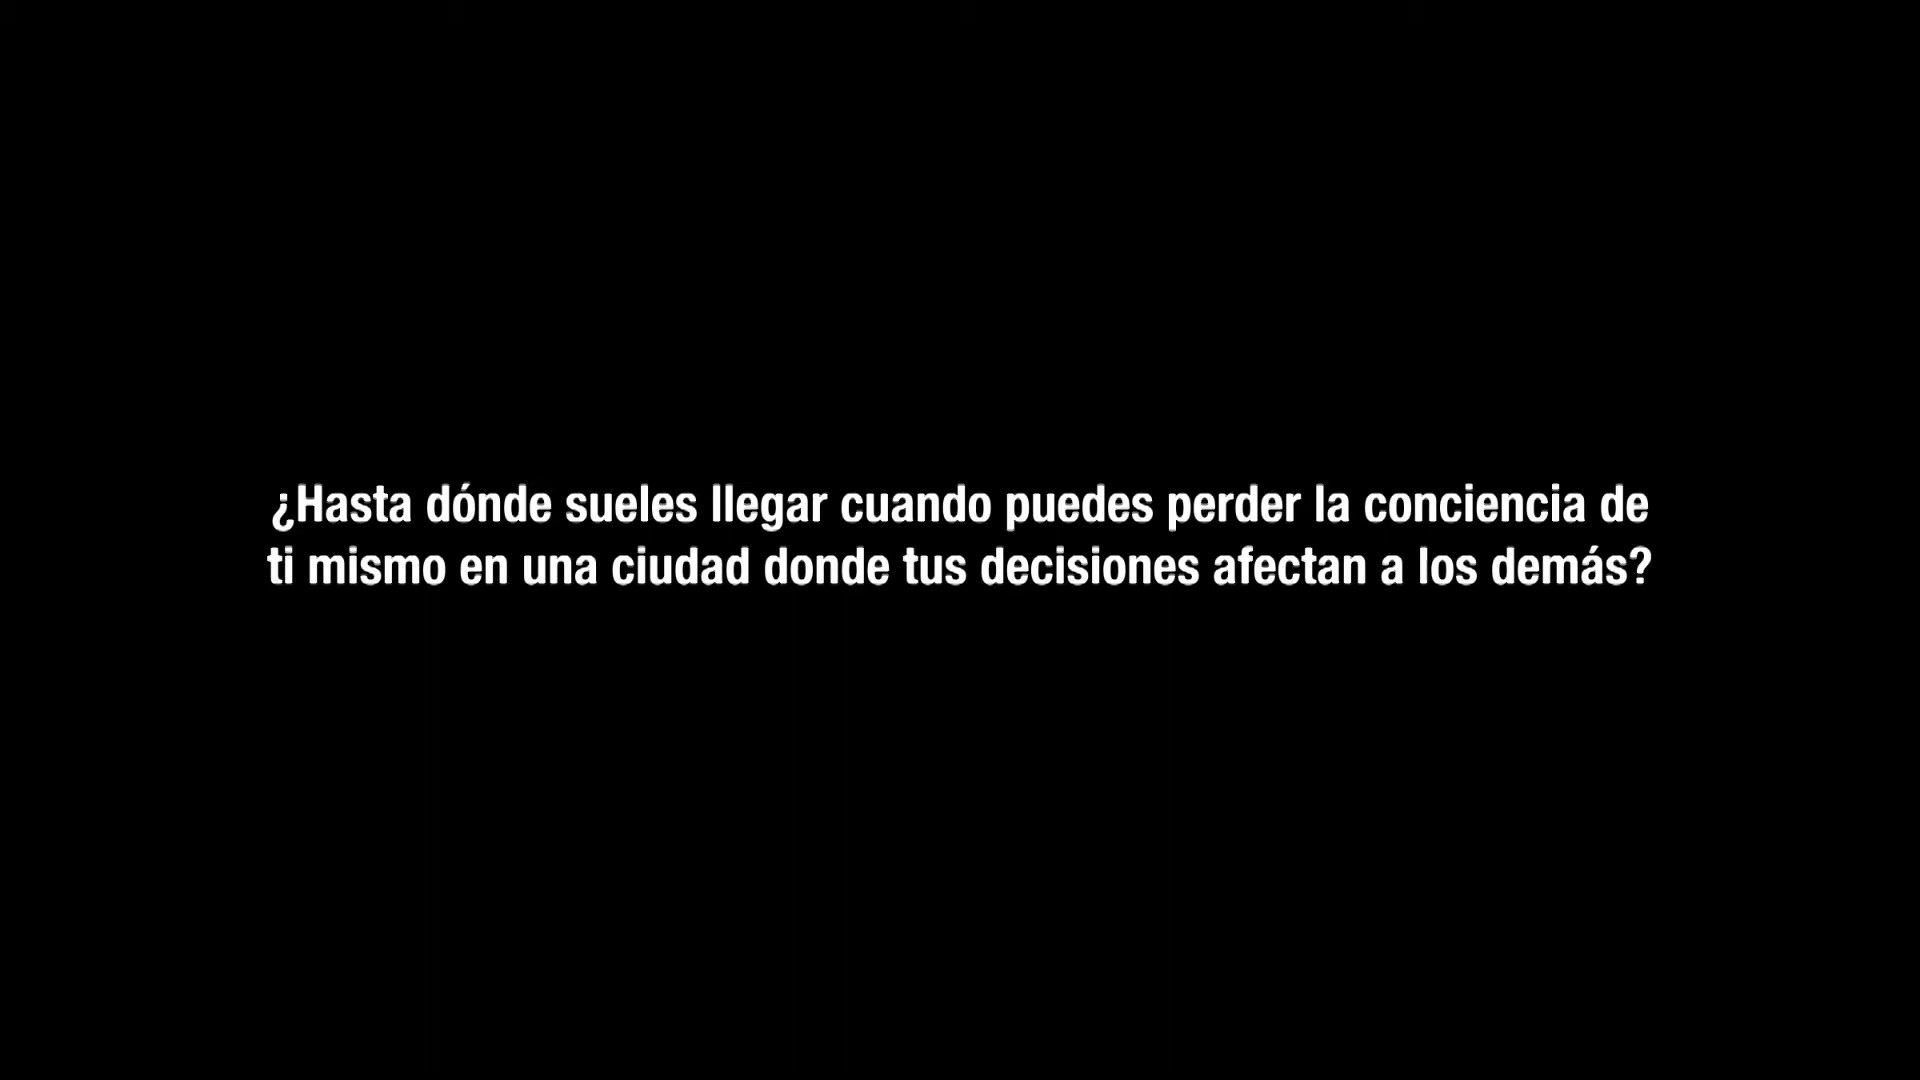 ¿Hasta dónde sueles llegar cuando puedes perder la conciencia de
ti mismo en una ciudad donde tus decisiones afectan a los demás?